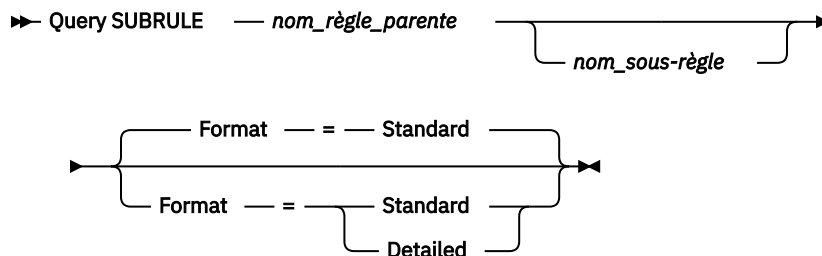 Query SUBRULE nom_règle_parente
nom_sous-règle
Format = Standard
Format = Standard
Detailed